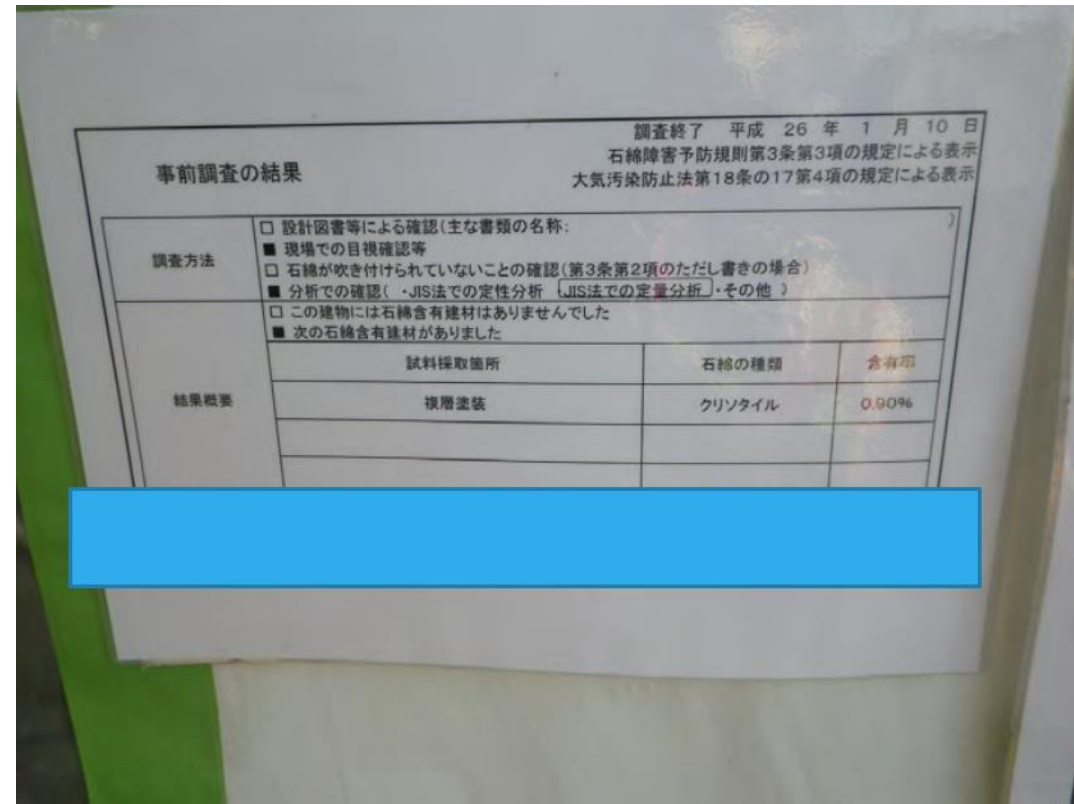 調査終了 平成 26 年 1 月 10 日
石綿障害予防規則第3条第3項の規定による表示
事前調査の結果
大気汚染防止法第18条の17第4項の規定による表示
調査方法
□ 設計図書等による確認(主な書類の名称: )
■ 現場での目視確認等
□ 石綿が吹き付けられていないことの確認(第3条第2項のただし書きの場合)
■ 分析での確認( ・JIS法での定性分析 ・JIS法での定量分析 ・その他 )
結果概要
□ この建物には石綿含有建材はありませんでした
■ 次の石綿含有建材がありました
試料採取箇所 石綿の種類 含有率
複層塗装 クリソタイル 0.90%